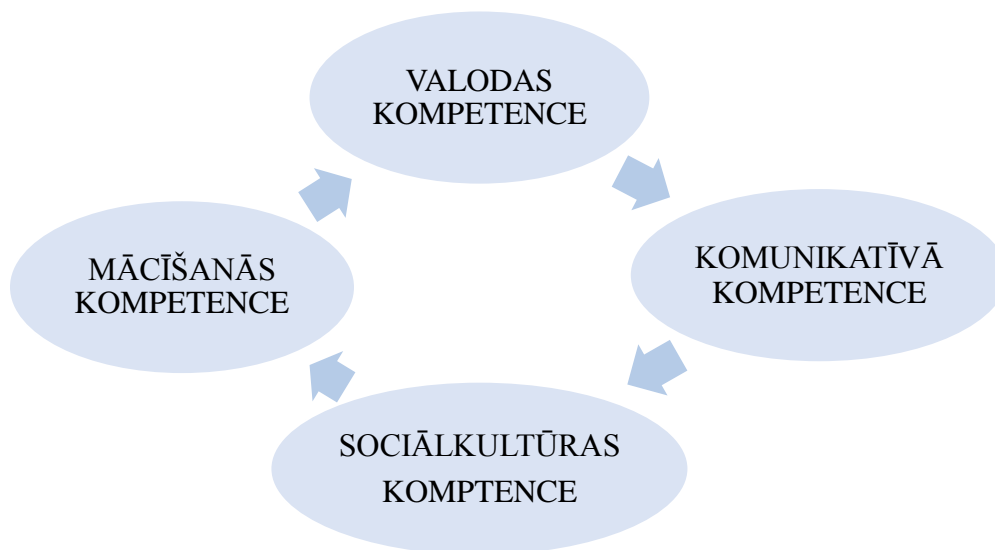 VALODAS
KOMPETENCE
KOMUNIKATĪVĀ
KOMPETENCE
MĀCĪŠANĀS
KOMPETENCE
SOCIĀLKULTŪRAS
KOMPTENCE